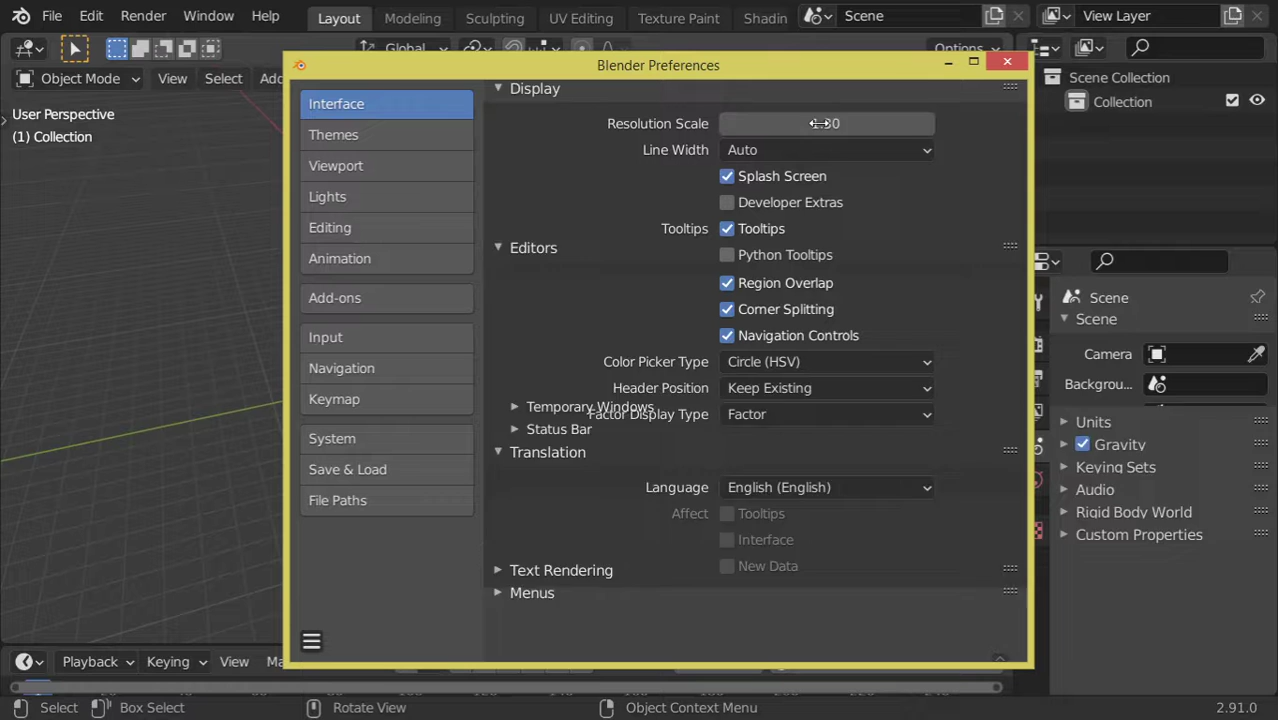 File Edit Render Window Help Layout Modeling Sculpting UV Editing Texture Paint Shadin Scene View Layer
Global Options
Object Mode View Select Add
User Perspective
(1) Collection
Blender Preferences
Interface
Themes
Viewport
Lights
Editing
Animation
Add-ons
Input
Navigation
Keymap
System
Save & Load
File Paths
Display
Resolution Scale
Line Width Auto
Splash Screen
Developer Extras
Tooltips Tooltips
Editors
Python Tooltips
Region Overlap
Corner Splitting
Navigation Controls
Color Picker Type Circle (HSV)
Header Position Keep Existing
Temporary Windows
Factor Display Type Factor
Status Bar
Translation
Language English (English)
Affect Tooltips
Interface
New Data
Text Rendering
Menus
Scene Collection
Collection
Scene
Scene
Camera
Backgrou...
Units
Gravity
Keying Sets
Audio
Rigid Body World
Custom Properties
Playback Keying View
Select Box Select Rotate View Object Context Menu 2.91.0